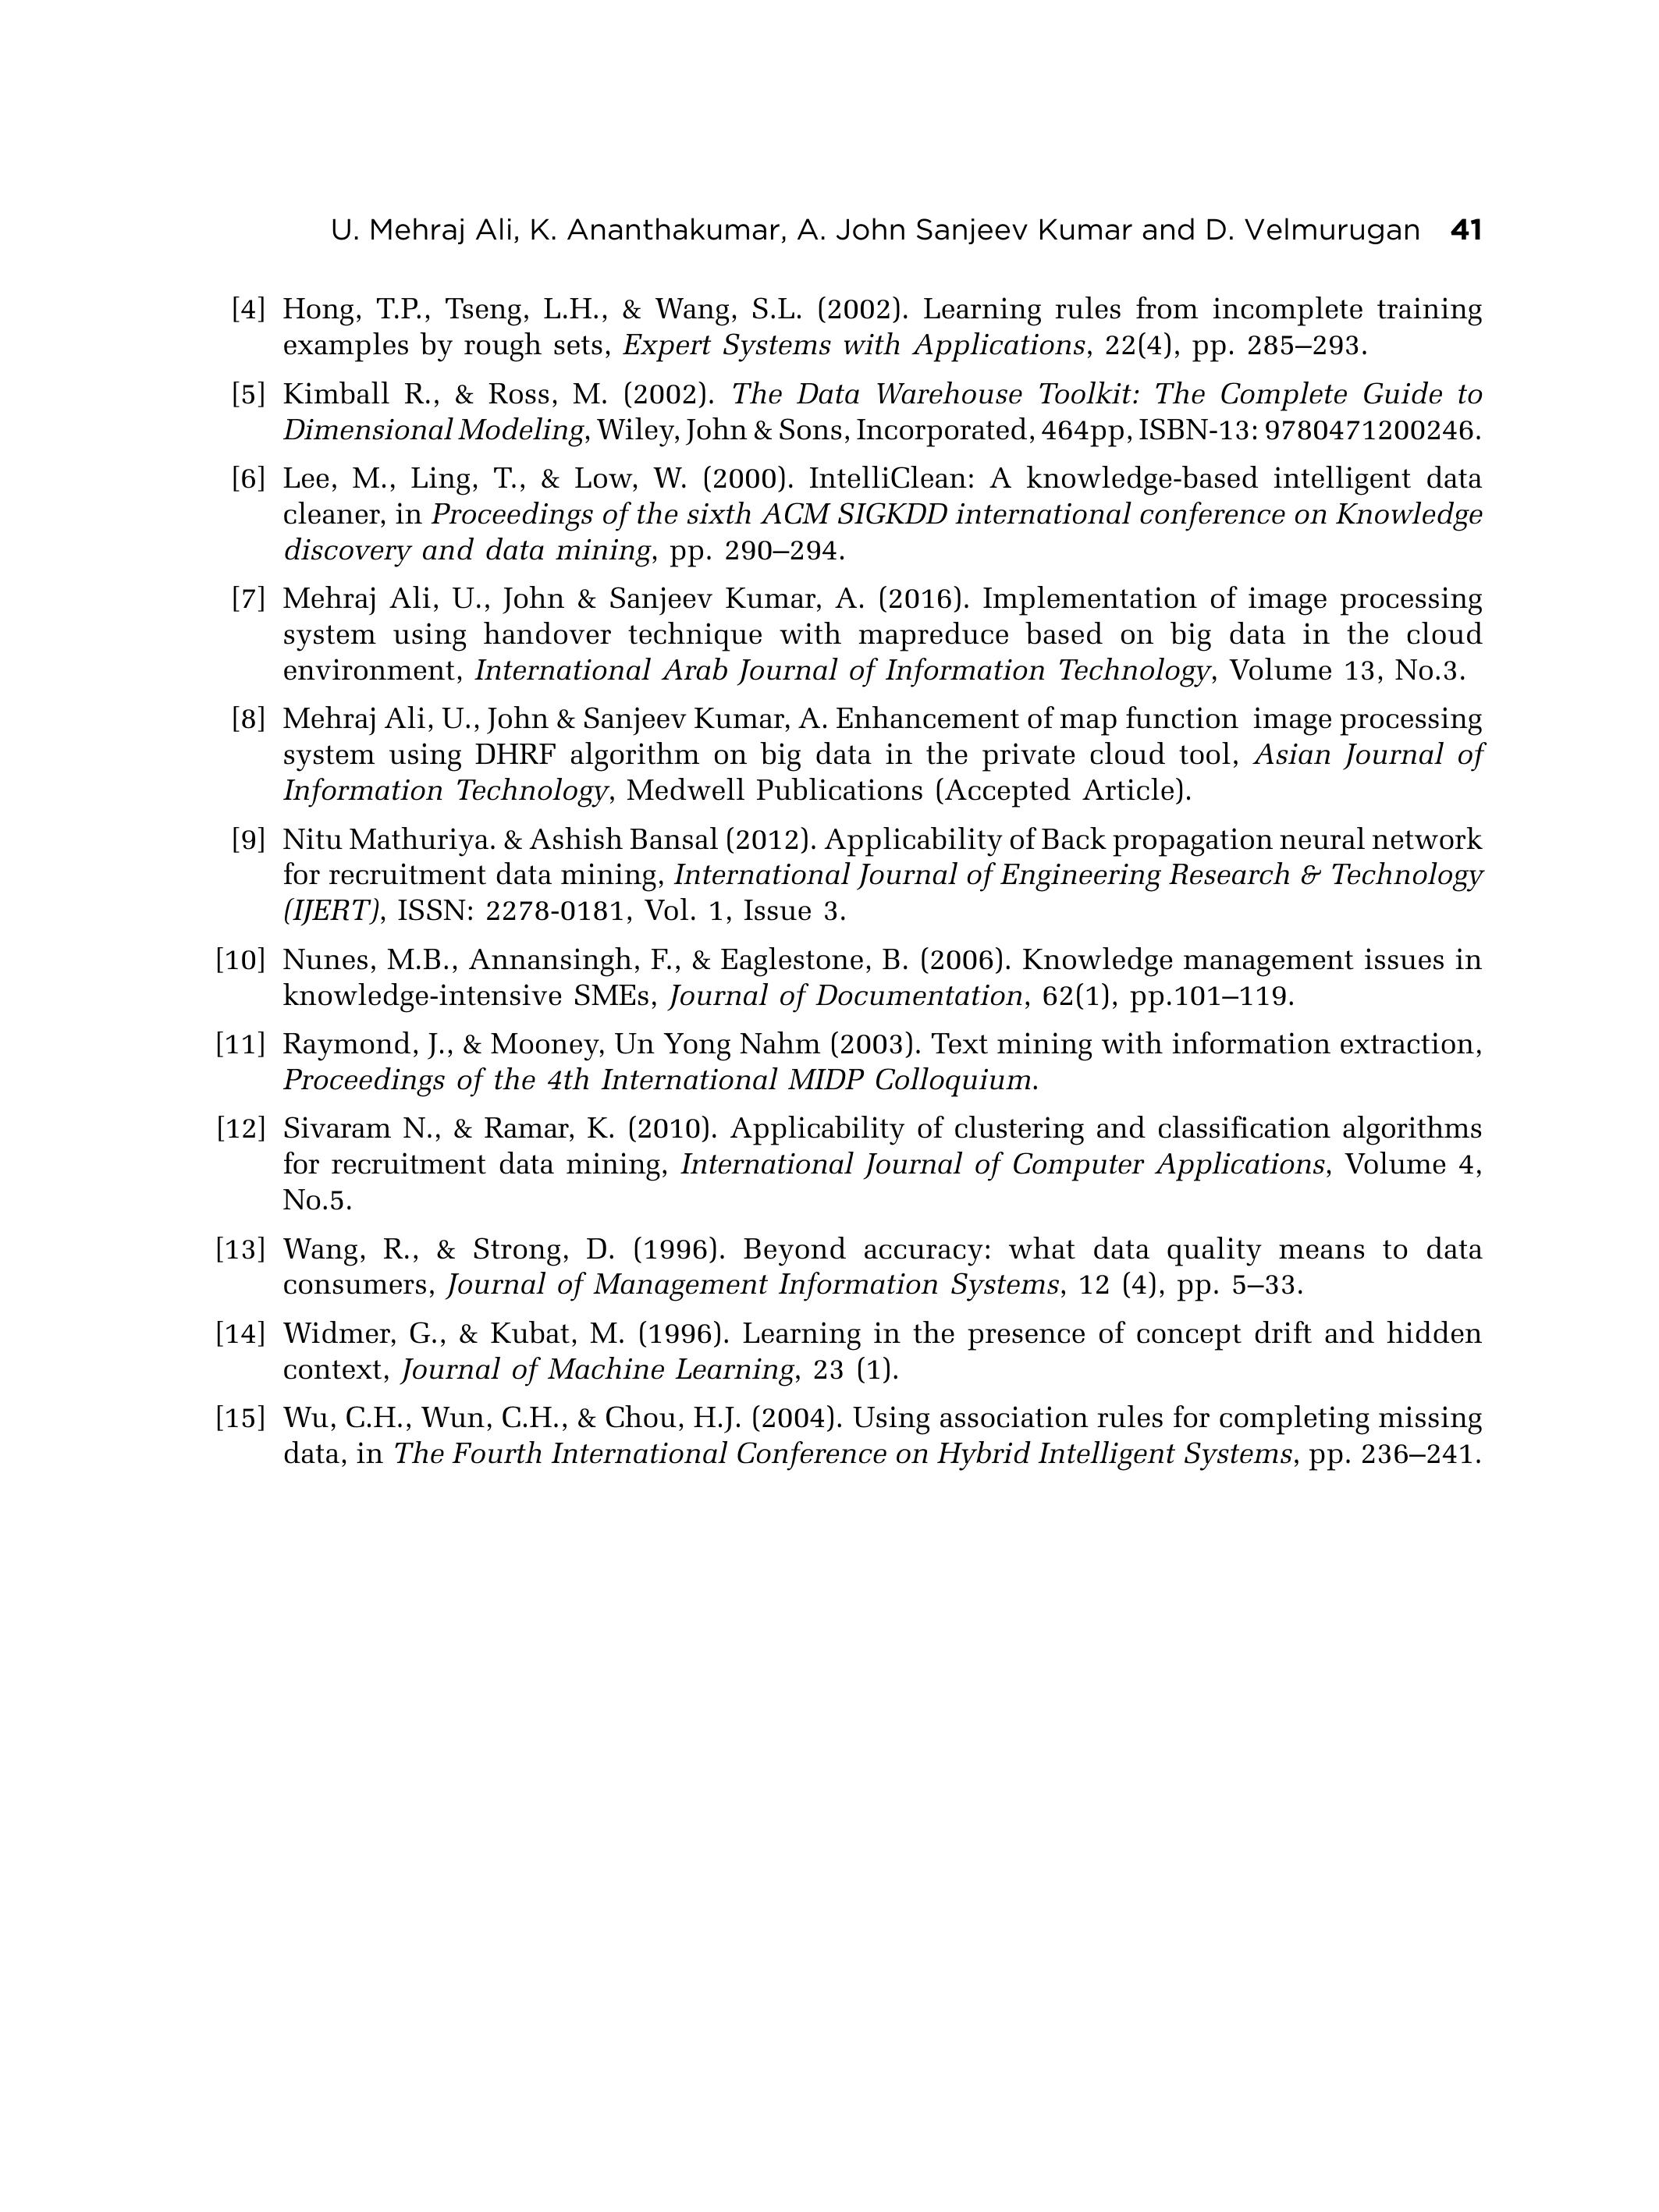 U. Mehraj Ali, K. Ananthakumar, A. John Sanjeev Kumar and D. Velmurugan 41
[4] Hong, T.P., Tseng, L.H., & Wang, S.L. (2002). Learning rules from incomplete training
examples by rough sets, Expert Systems with Applications, 22(4), pp. 285–293.
[5] Kimball R., & Ross, M. (2002). The Data Warehouse Toolkit: The Complete Guide to
Dimensional Modeling, Wiley, John & Sons, Incorporated, 464pp, ISBN-13: 9780471200246.
[6] Lee, M., Ling, T., & Low, W. (2000). IntelliClean: A knowledge-based intelligent data
cleaner, in Proceedings of the sixth ACM SIGKDD international conference on Knowledge
discovery and data mining, pp. 290–294.
[7] Mehraj Ali, U., John & Sanjeev Kumar, A. (2016). Implementation of image processing
system using handover technique with mapreduce based on big data in the cloud
environment, International Arab Journal of Information Technology, Volume 13, No.3.
[8] Mehraj Ali, U., John & Sanjeev Kumar, A. Enhancement of map function image processing
system using DHRF algorithm on big data in the private cloud tool, Asian Journal of
Information Technology, Medwell Publications (Accepted Article).
[9] Nitu Mathuriya. & Ashish Bansal (2012). Applicability of Back propagation neural network
for recruitment data mining, International Journal of Engineering Research & Technology
(IJERT), ISSN: 2278-0181, Vol. 1, Issue 3.
[10] Nunes, M.B., Annansingh, F., & Eaglestone, B. (2006). Knowledge management issues in
knowledge-intensive SMEs, Journal of Documentation, 62(1), pp.101–119.
[11] Raymond, J., & Mooney, Un Yong Nahm (2003). Text mining with information extraction,
Proceedings of the 4th International MIDP Colloquium.
[12] Sivaram N., & Ramar, K. (2010). Applicability of clustering and classification algorithms
for recruitment data mining, International Journal of Computer Applications, Volume 4,
No.5.
[13] Wang, R., & Strong, D. (1996). Beyond accuracy: what data quality means to data
consumers, Journal of Management Information Systems, 12 (4), pp. 5–33.
[14] Widmer, G., & Kubat, M. (1996). Learning in the presence of concept drift and hidden
context, Journal of Machine Learning, 23 (1).
[15] Wu, C.H., Wun, C.H., & Chou, H.J. (2004). Using association rules for completing missing
data, in The Fourth International Conference on Hybrid Intelligent Systems, pp. 236–241.